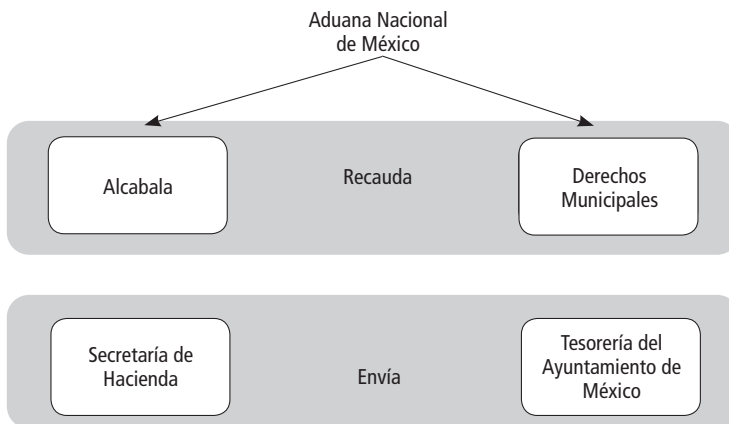 Aduana Nacional
de México
Alcabala
Recauda
Derechos
Municipales
Secretaría de
Hacienda
Envía
Tesorería del
Ayuntamiento de
México